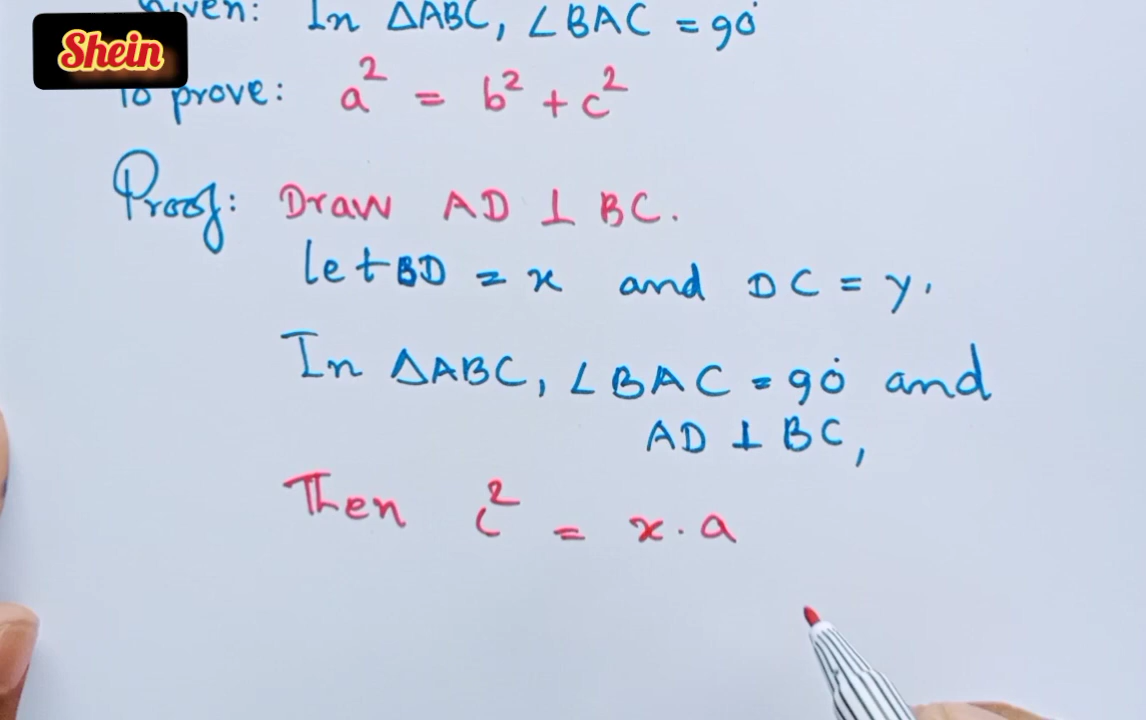 Given: In ΔABC, ∠BAC = 90°
Shein
To prove: a² = b² + c²
Proof: Draw AD ⊥ BC.
let BD = x and DC = y.
In ΔABC, ∠BAC = 90° and
AD ⊥ BC,
Then c² = x · a